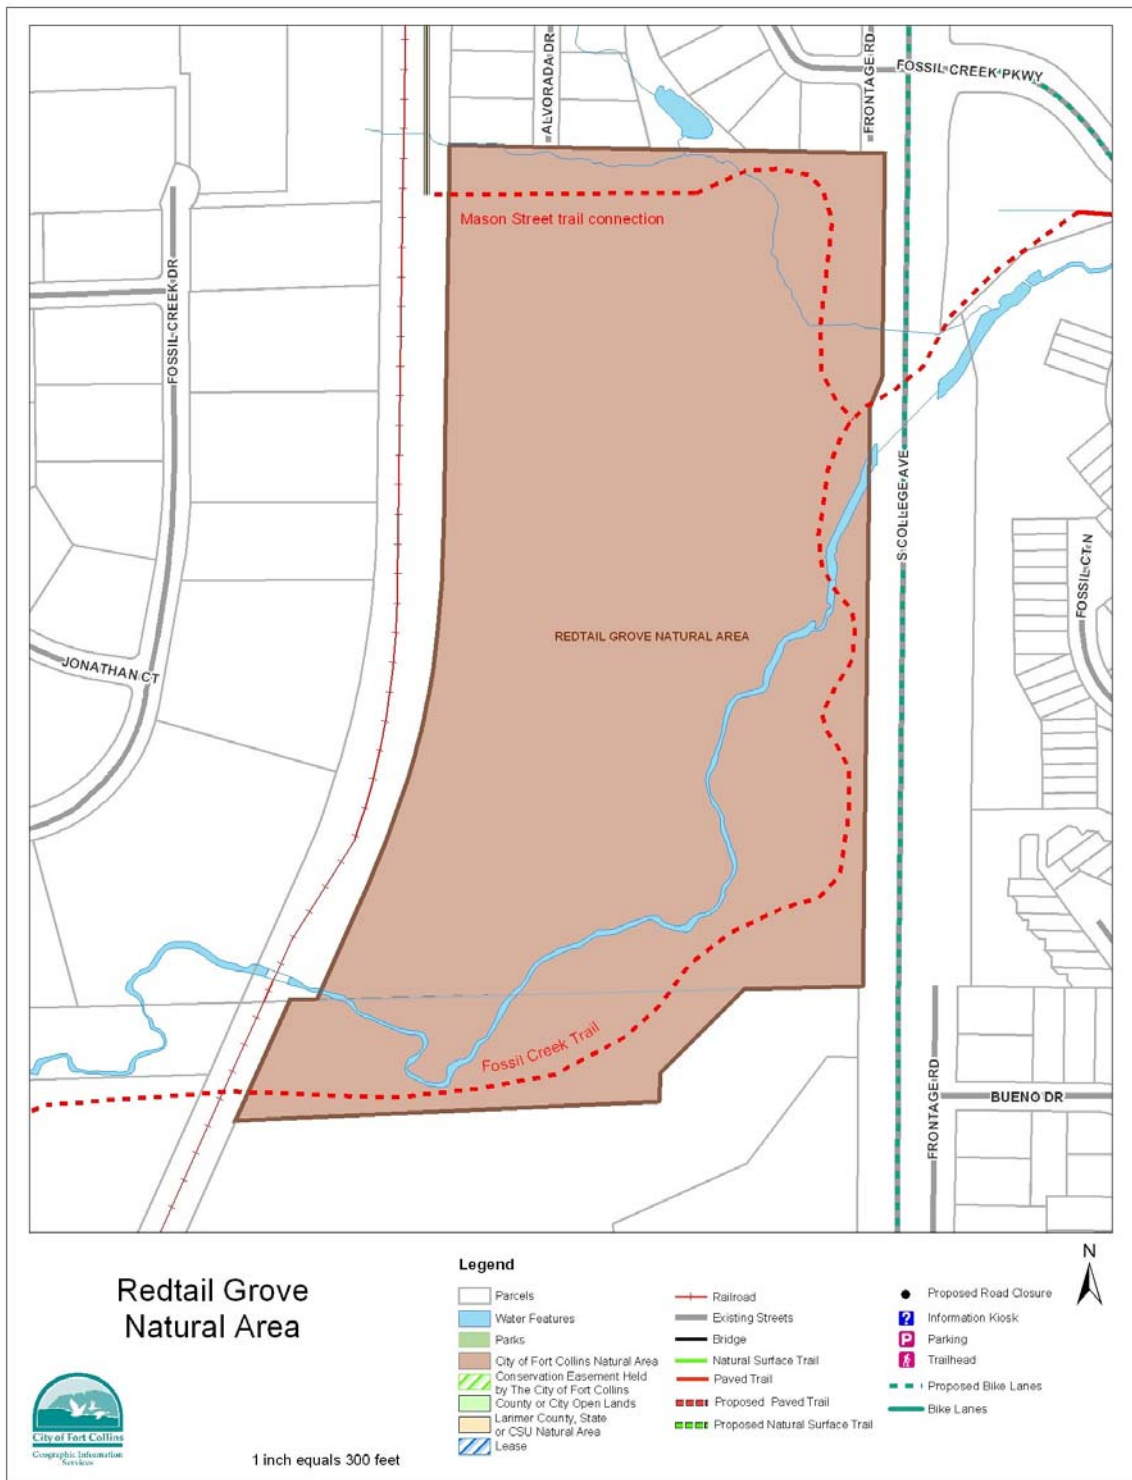 ALVORADA DR
FRONTAGE RD
FOSSIL CREEK PKWY
Mason Street trail connection
FOSSIL CREEK DR
S COLLEGE AVE
FOSSIL CT N
REDTAIL GROVE NATURAL AREA
JONATHAN CT
Fossil Creek Trail
FRONTAGE RD
BUENO DR
Redtail Grove
Natural Area
City of Fort Collins
Geographic Information
Services
1 inch equals 300 feet
Legend
Parcels
Water Features
Parks
City of Fort Collins Natural Area
Conservation Easement Held
by The City of Fort Collins
County or City Open Lands
Larimer County, State
or CSU Natural Area
Lease
Railroad
Existing Streets
Bridge
Natural Surface Trail
Paved Trail
Proposed Paved Trail
Proposed Natural Surface Trail
N
Proposed Road Closure
? Information Kiosk
P Parking
Trailhead
Proposed Bike Lanes
Bike Lanes